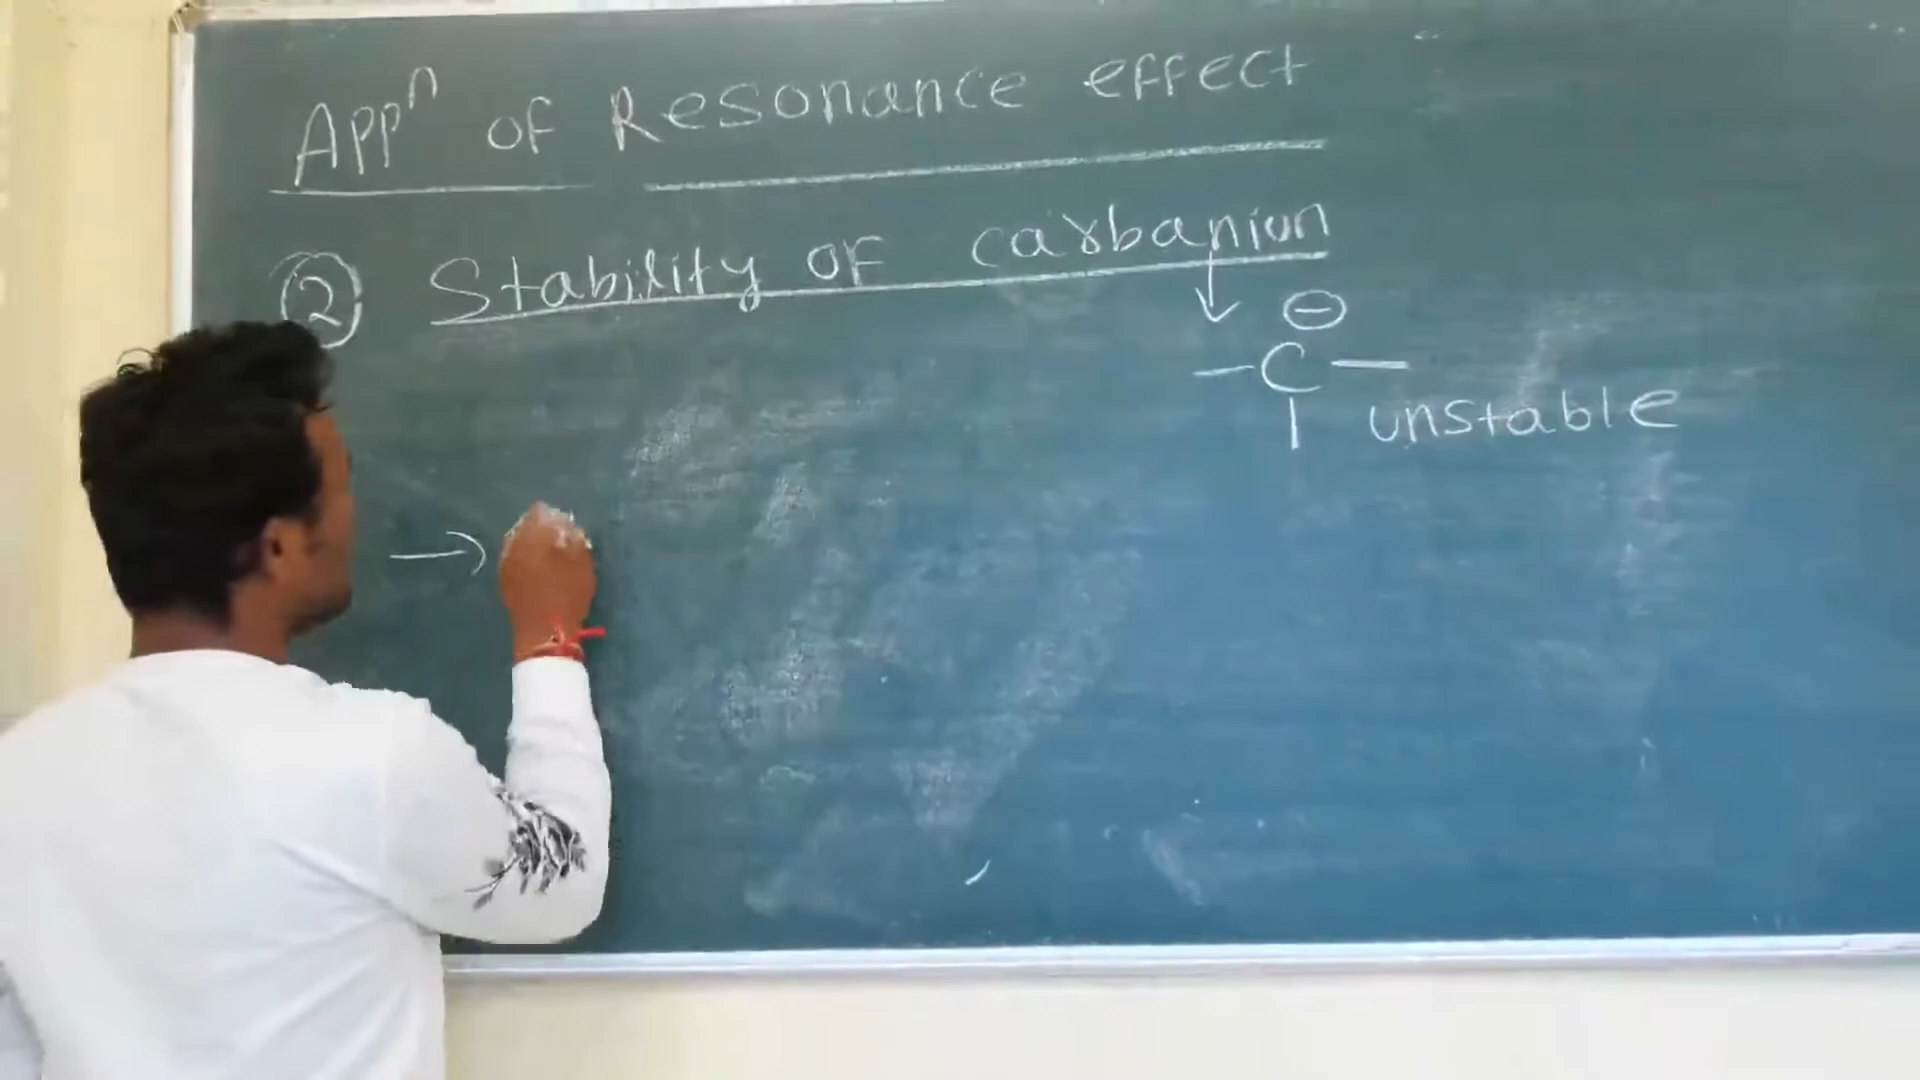 Appⁿ of Resonance effect
② Stability of carbanion
↓ ⊖
— C —
| unstable
→